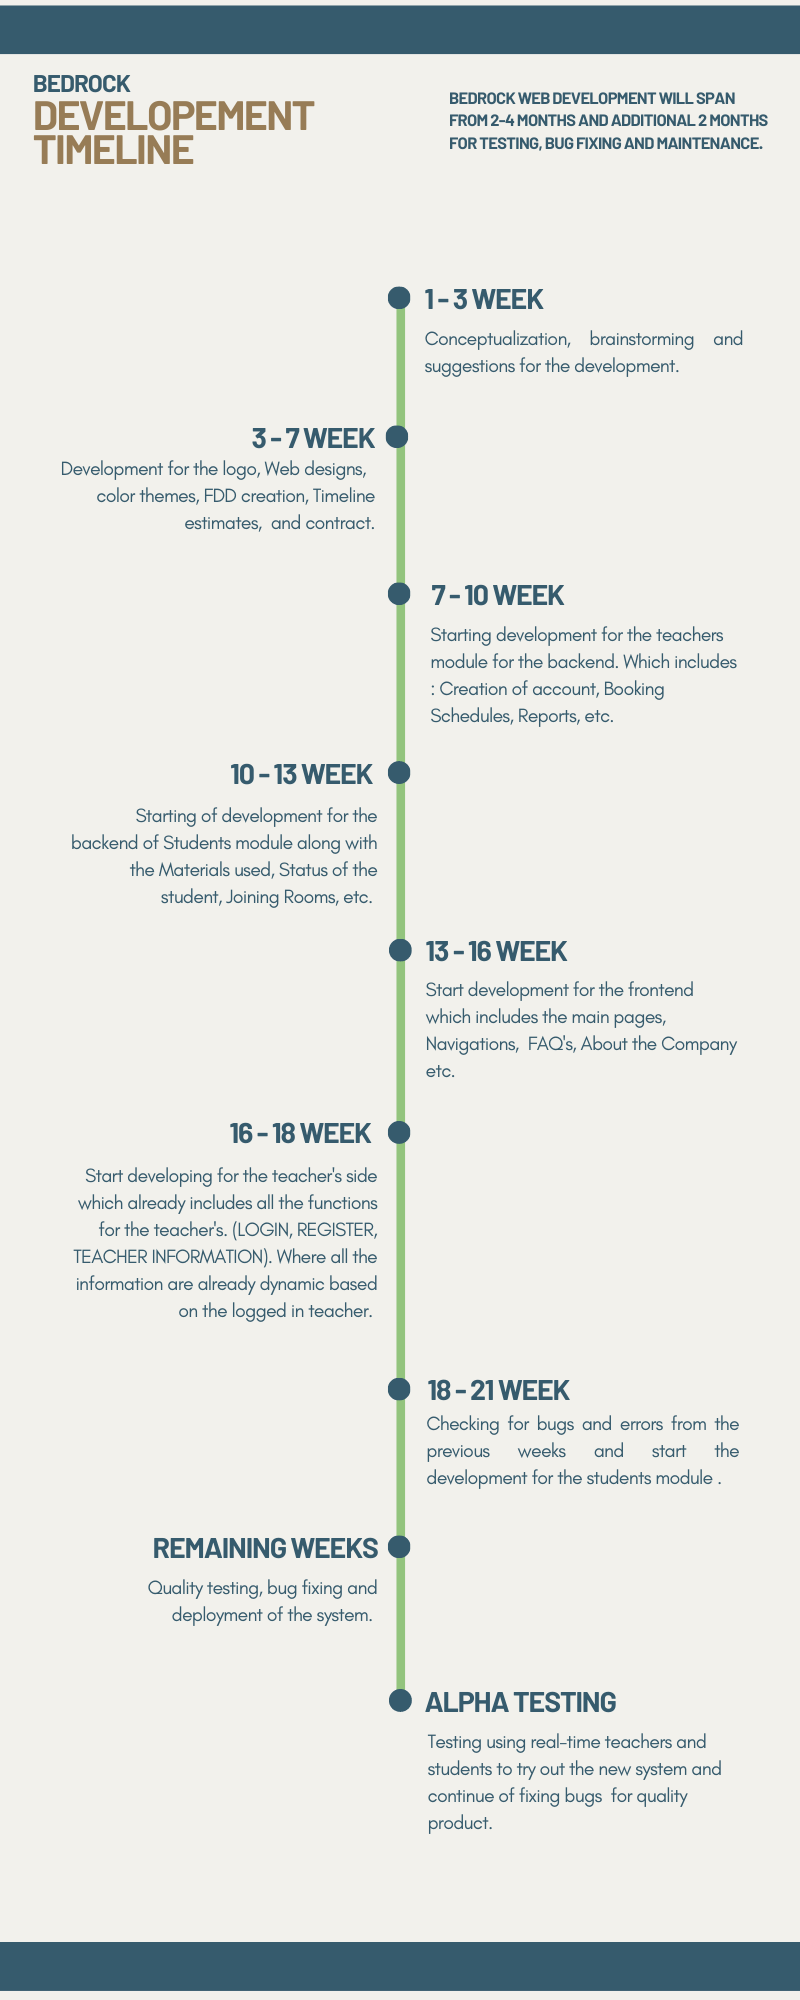 BEDROCK
DEVELOPEMENT
TIMELINE
BEDROCK WEB DEVELOPMENT WILL SPAN
FROM 2-4 MONTHS AND ADDITIONAL 2 MONTHS
FOR TESTING, BUG FIXING AND MAINTENANCE.
1 - 3 WEEK
Conceptualization, brainstorming and
suggestions for the development.
3 - 7 WEEK
Development for the logo, Web designs,
color themes, FDD creation, Timeline
estimates, and contract.
7 - 10 WEEK
Starting development for the teachers
module for the backend. Which includes
: Creation of account, Booking
Schedules, Reports, etc.
10 - 13 WEEK
Starting of development for the
backend of Students module along with
the Materials used, Status of the
student, Joining Rooms, etc.
13 - 16 WEEK
Start development for the frontend
which includes the main pages,
Navigations, FAQ's, About the Company
etc.
16 - 18 WEEK
Start developing for the teacher's side
which already includes all the functions
for the teacher's. (LOGIN, REGISTER,
TEACHER INFORMATION). Where all the
information are already dynamic based
on the logged in teacher.
18 - 21 WEEK
Checking for bugs and errors from the
previous weeks and start the
development for the students module .
REMAINING WEEKS
Quality testing, bug fixing and
deployment of the system.
ALPHA TESTING
Testing using real-time teachers and
students to try out the new system and
continue of fixing bugs for quality
product.